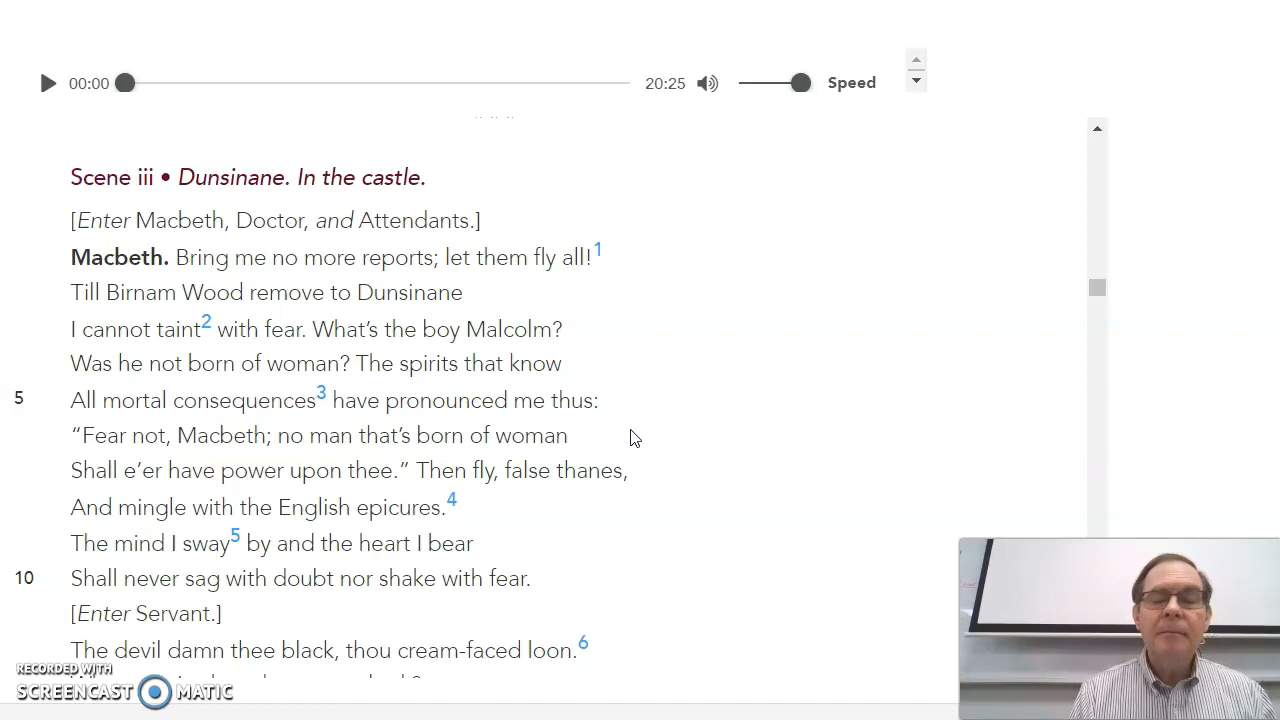 00:00 20:25 Speed
Scene iii • Dunsinane. In the castle.
[Enter Macbeth, Doctor, and Attendants.]
Macbeth. Bring me no more reports; let them fly all!1
Till Birnam Wood remove to Dunsinane
I cannot taint2 with fear. What’s the boy Malcolm?
Was he not born of woman? The spirits that know
5 All mortal consequences3 have pronounced me thus:
“Fear not, Macbeth; no man that’s born of woman
Shall e’er have power upon thee.” Then fly, false thanes,
And mingle with the English epicures.4
The mind I sway5 by and the heart I bear
10 Shall never sag with doubt nor shake with fear.
[Enter Servant.]
The devil damn thee black, thou cream-faced loon.6
RECORDED WITH
SCREENCAST MATIC